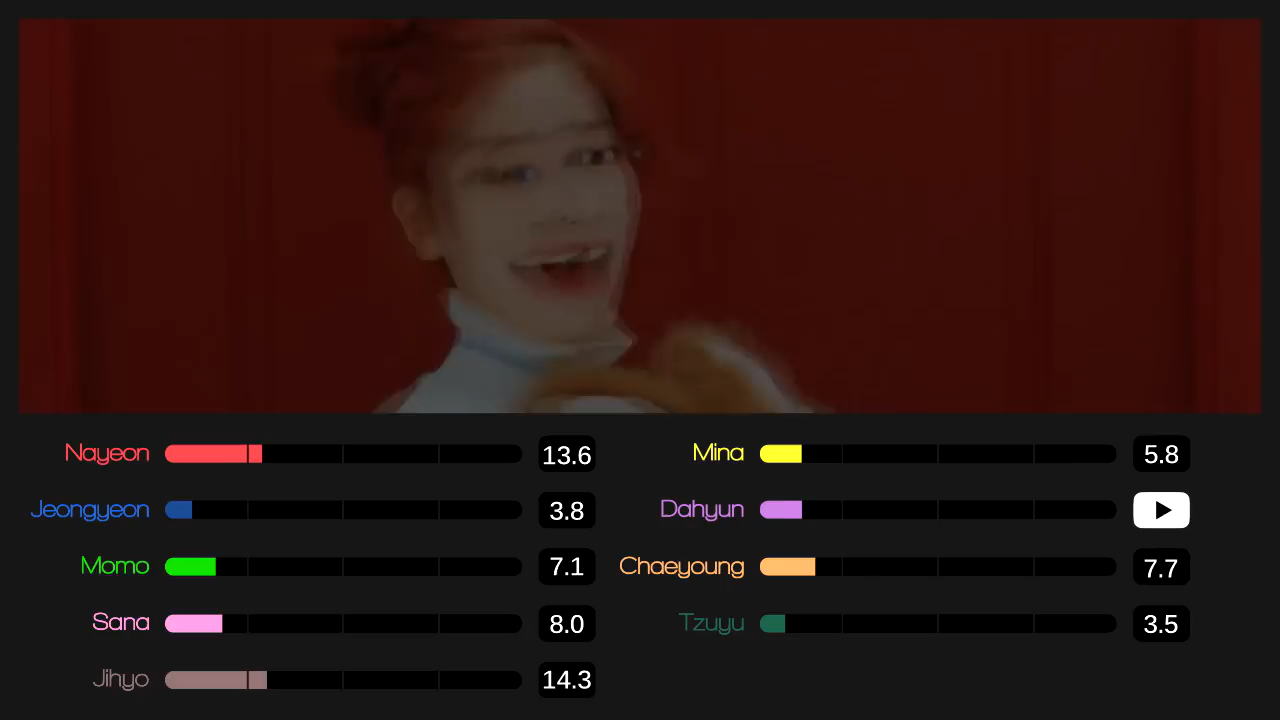 Nayeon 13.6
Jeongyeon 3.8
Momo 7.1
Sana 8.0
Jihyo 14.3
Mina 5.8
Dahyun
Chaeyoung 7.7
Tzuyu 3.5